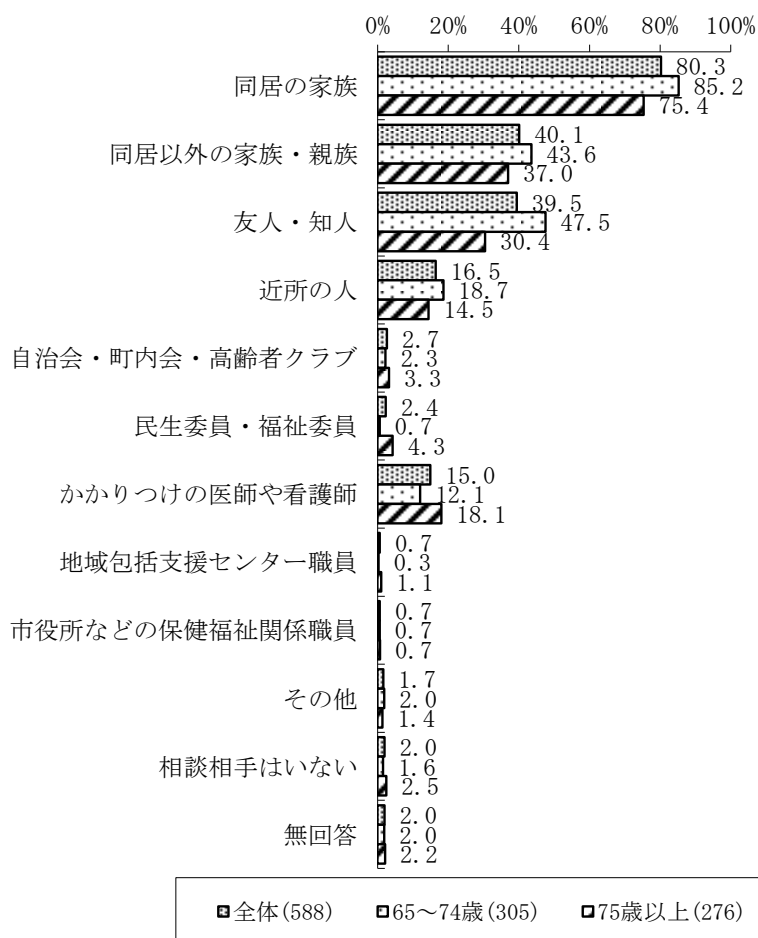 0% 20% 40% 60% 80% 100%
同居の家族
80.3
85.2
75.4
同居以外の家族・親族
40.1
43.6
37.0
友人・知人
39.5
47.5
30.4
近所の人
16.5
18.7
14.5
自治会・町内会・高齢者クラブ
2.7
2.3
3.3
民生委員・福祉委員
2.4
0.7
4.3
かかりつけの医師や看護師
15.0
12.1
18.1
地域包括支援センター職員
0.7
0.3
1.1
市役所などの保健福祉関係職員
0.7
0.7
0.7
その他
1.7
2.0
1.4
相談相手はいない
2.0
1.6
2.5
無回答
2.0
2.0
2.2
全体(588) 65～74歳(305) 75歳以上(276)